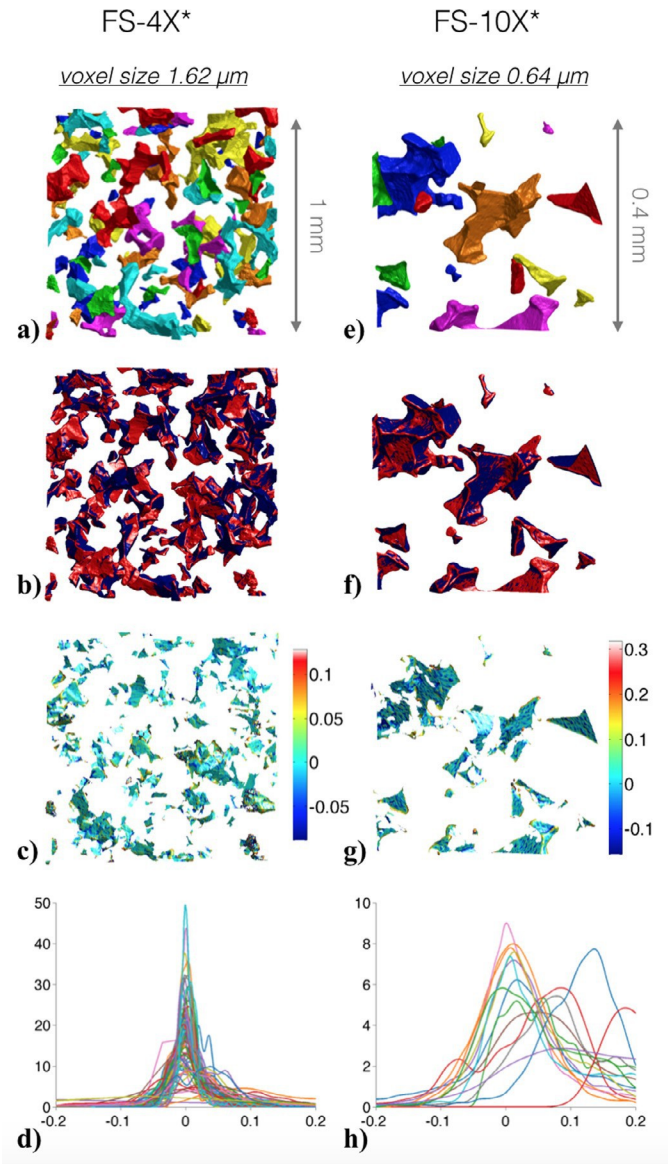 FS-4X* FS-10X*
voxel size 1.62 µm voxel size 0.64 µm
1 mm 0.4 mm
a) e)
b) f)
0.1 0.3
0.05 0.2
0 0.1
-0.05 0
-0.1
c) g)
50 10
40 8
30 6
20 4
10 2
0 0
-0.2 -0.1 0 0.1 0.2 -0.2 -0.1 0 0.1 0.2
d) h)